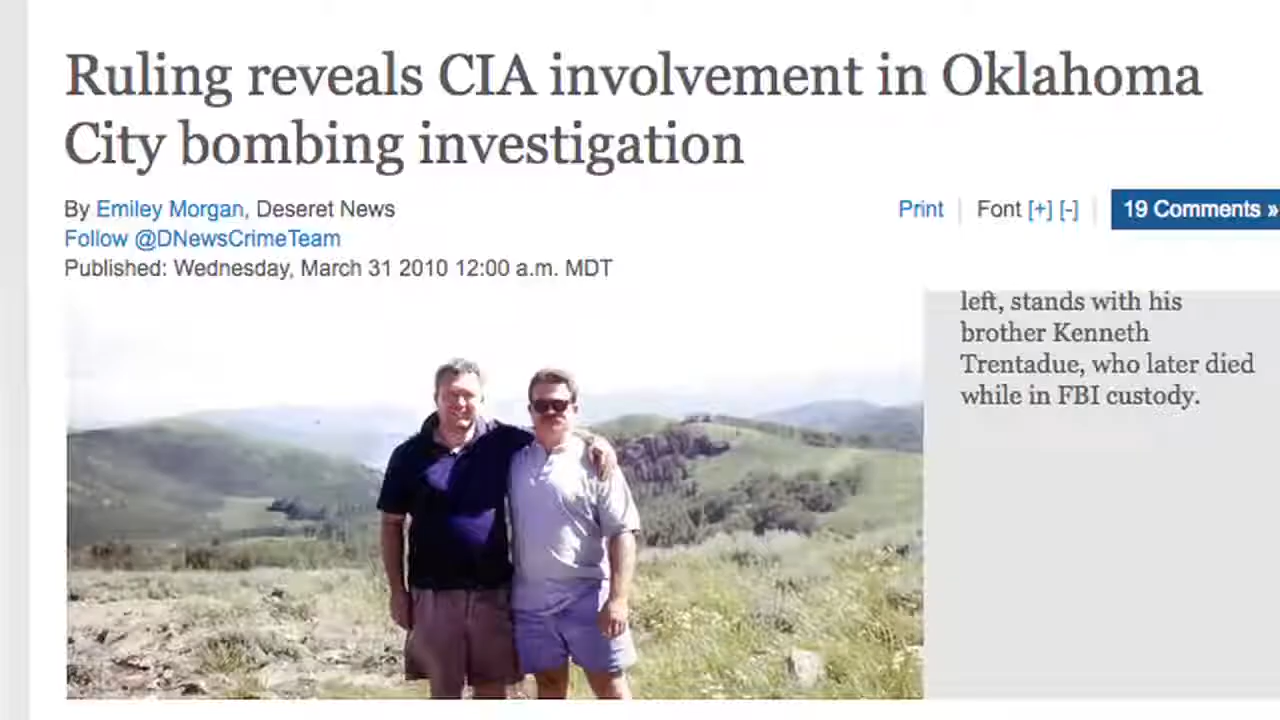 Ruling reveals CIA involvement in Oklahoma
City bombing investigation
By Emiley Morgan, Deseret News
Print | Font [+] [-] | 19 Comments »
Follow @DNewsCrimeTeam
Published: Wednesday, March 31 2010 12:00 a.m. MDT
left, stands with his
brother Kenneth
Trentadue, who later died
while in FBI custody.